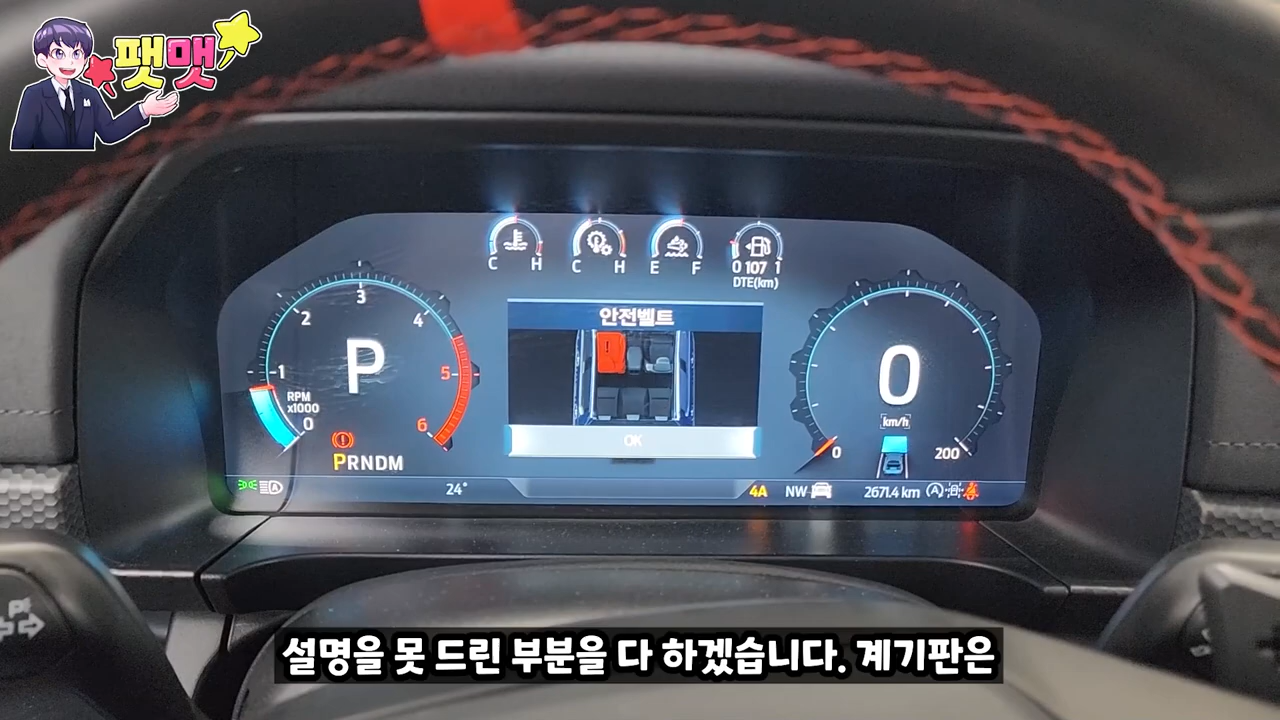 팻맷
C H
C H
E F
0 107 1
DTE(km)
안전벨트
OK
0
1
2
3
4
5
6
P
RPM
x1000
PRNDM
24°
4A
NW
0
km/h
0
200
2671.4 km
A
설명을 못 드린 부분을 다 하겠습니다. 계기판은